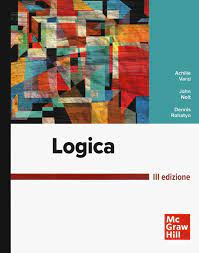 Achille
Varzi
John
Nolt
Dennis
Rohatyn
Logica
III edizione
Mc
Graw
Hill